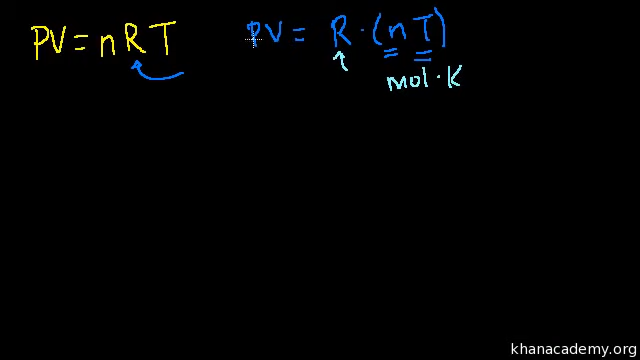 PV = nRT PV = R · (nT)
mol · K
khanacademy.org